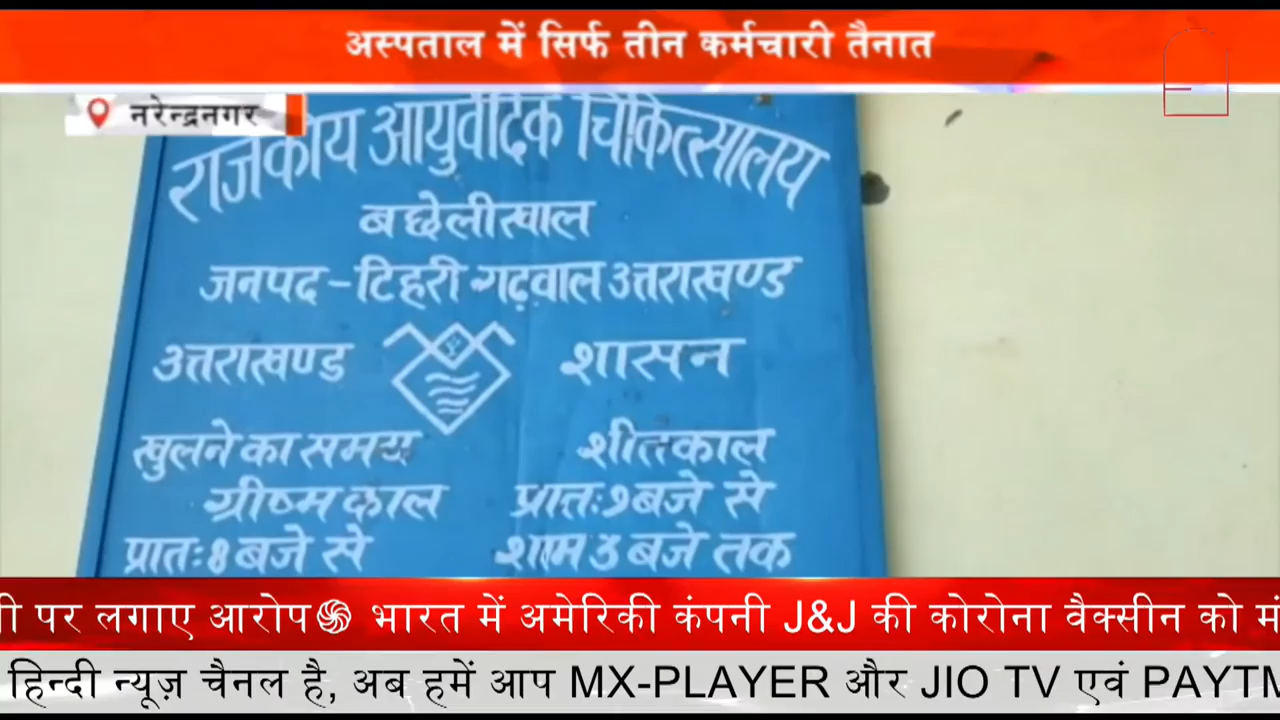 अस्पताल में सिर्फ तीन कर्मचारी तैनात
नरेन्द्रनगर
राजकीय आयुर्वेदिक चिकित्सालय
बछेलीखाल
जनपद - टिहरी गढ़वाल उत्तराखण्ड
उत्तराखण्ड शासन
खुलने का समय शीतकाल
ग्रीष्म काल प्रातः 9 बजे से
प्रातः 8 बजे से शाम 3 बजे तक
पर लगाए आरोप भारत में अमेरिकी कंपनी J&J की कोरोना वैक्सीन को
हिन्दी न्यूज़ चैनल है, अब हमें आप MX-PLAYER और JIO TV एवं PAYTM